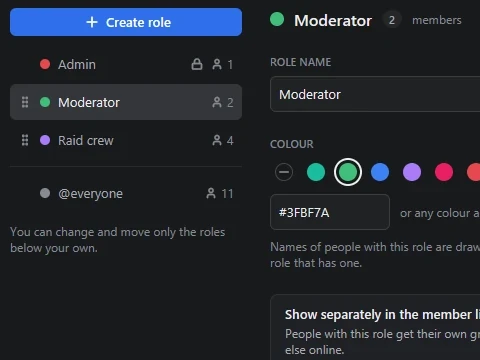 Create role
Admin 1
Moderator 2
Raid crew 4
@everyone 11
You can change and move only the roles
below your own.
Moderator 2 members
ROLE NAME
Moderator
COLOUR
#3FBF7A or any colour a
Names of people with this role are draw
role that has one.
Show separately in the member li
People with this role get their own gr
else online.